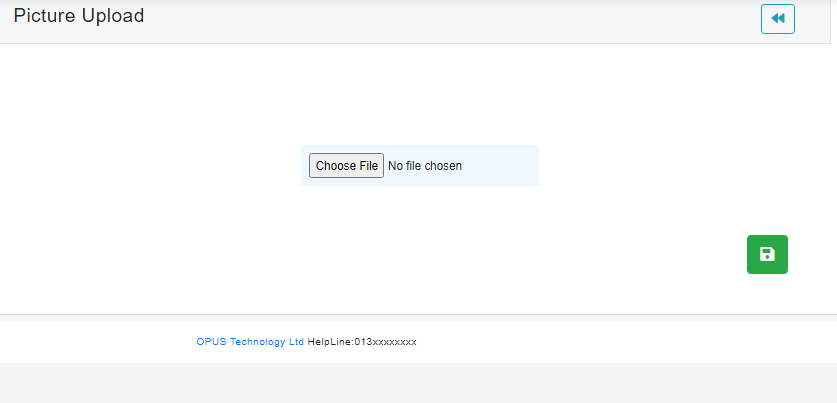 Picture Upload
Choose File No file chosen
OPUS Technology Ltd HelpLine:013xxxxxxxx